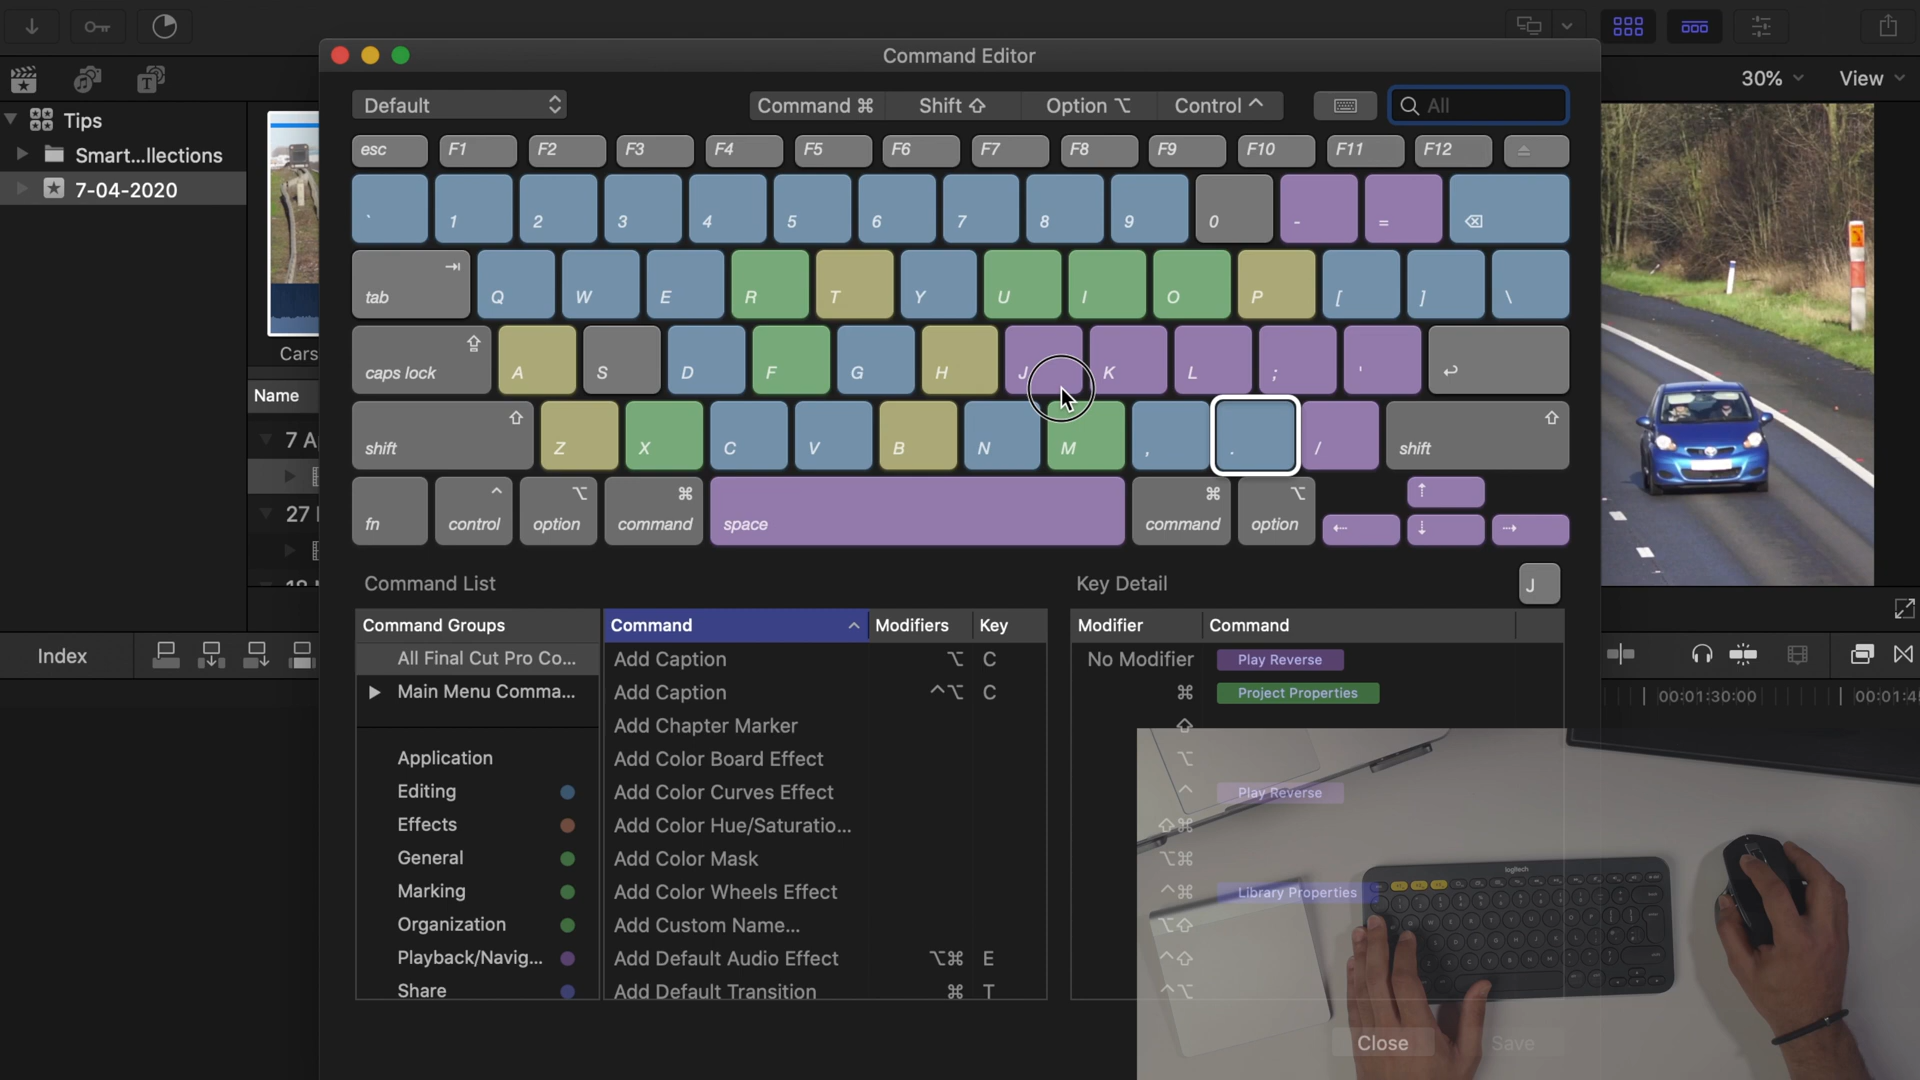 Command Editor
30%
View
Default
Command ⌘
Shift ⇧
Option ⌥
Control ^
All
Tips
Smart...llections
7-04-2020
Cars
Name
7 A
27
Index
esc F1 F2 F3 F4 F5 F6 F7 F8 F9 F10 F11 F12
` 1 2 3 4 5 6 7 8 9 0 - =
tab Q W E R T Y U I O P [ ] \
caps lock A S D F G H J K L ; '
shift Z X C V B N M , . / shift
fn control option command space command option
Command List
Key Detail
J
Command Groups
All Final Cut Pro Co...
Main Menu Comma...
Application
Editing
Effects
General
Marking
Organization
Playback/Navig...
Share
Command Modifiers Key
Add Caption ⌥ C
Add Caption ^⌥ C
Add Chapter Marker
Add Color Board Effect
Add Color Curves Effect
Add Color Hue/Saturatio...
Add Color Mask
Add Color Wheels Effect
Add Custom Name...
Add Default Audio Effect ⌥⌘ E
Add Default Transition ⌘ T
Modifier Command
No Modifier Play Reverse
⌘ Project Properties
⇧
⌥
^ Play Reverse
⇧⌘
⌥⌘
^⌘ Library Properties
⌥⇧
^⇧
^⌥
00:01:30:00
00:01:4
logitech
Close
Save